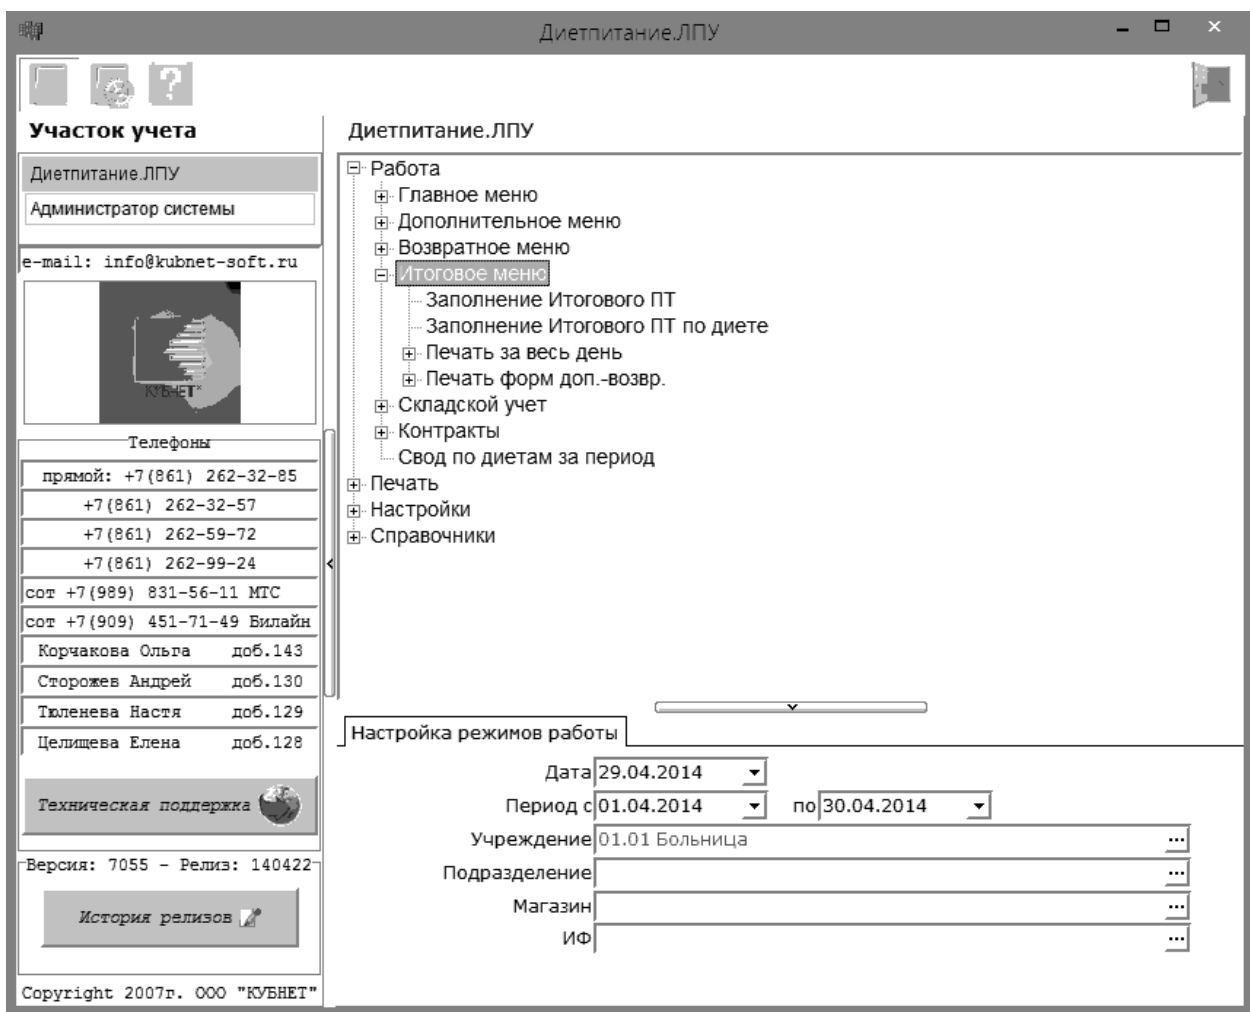 Диетпитание.ЛПУ
Участок учета
Диетпитание.ЛПУ
Администратор системы
e-mail: info@kubnet-soft.ru
КУБНЕТ
Телефоны
прямой: +7(861) 262-32-85
+7(861) 262-32-57
+7(861) 262-59-72
+7(861) 262-99-24
сот +7(989) 831-56-11 МТС
сот +7(909) 451-71-49 Билайн
Корчакова Ольга доб.143
Сторожев Андрей доб.130
Тюленева Настя доб.129
Целищева Елена доб.128
Техническая поддержка
Версия: 7055 - Релиз: 140422
История релизов
Copyright 2007г. ООО "КУБНЕТ"
Диетпитание.ЛПУ
Работа
Главное меню
Дополнительное меню
Возвратное меню
Итоговое меню
Заполнение Итогового ПТ
Заполнение Итогового ПТ по диете
Печать за весь день
Печать форм доп.-возвр.
Складской учет
Контракты
Свод по диетам за период
Печать
Настройки
Справочники
Настройка режимов работы
Дата 29.04.2014
Период с 01.04.2014 по 30.04.2014
Учреждение 01.01 Больница ...
Подразделение ...
Магазин ...
ИФ ...